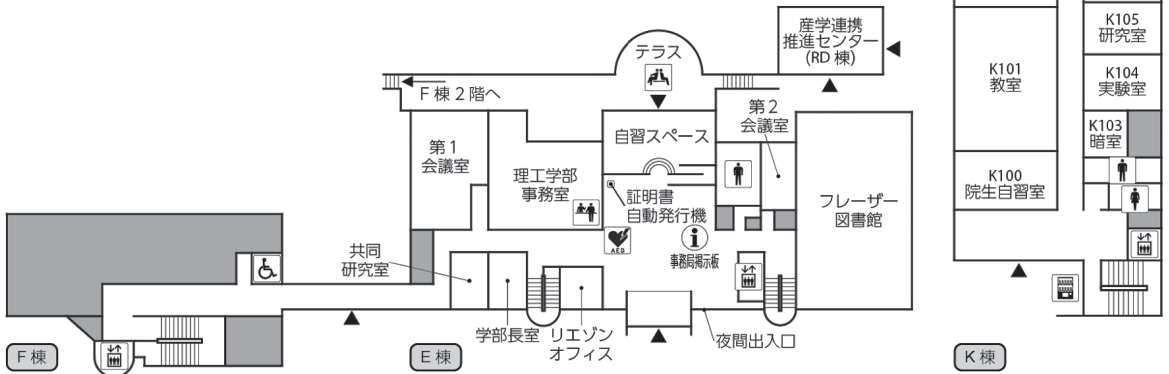 産学連携
推進センター
(RD 棟)
テラス
F 棟 2 階へ
第2
会議室
自習スペース
第1
会議室
理工学部
事務室
証明書
自動発行機
フレーザー
図書館
AED
事務局掲示板
共同
研究室
学部長室
リエゾン
オフィス
夜間出入口
F 棟
E 棟
K105
研究室
K101
教室
K104
実験室
K103
暗室
K100
院生自習室
K 棟